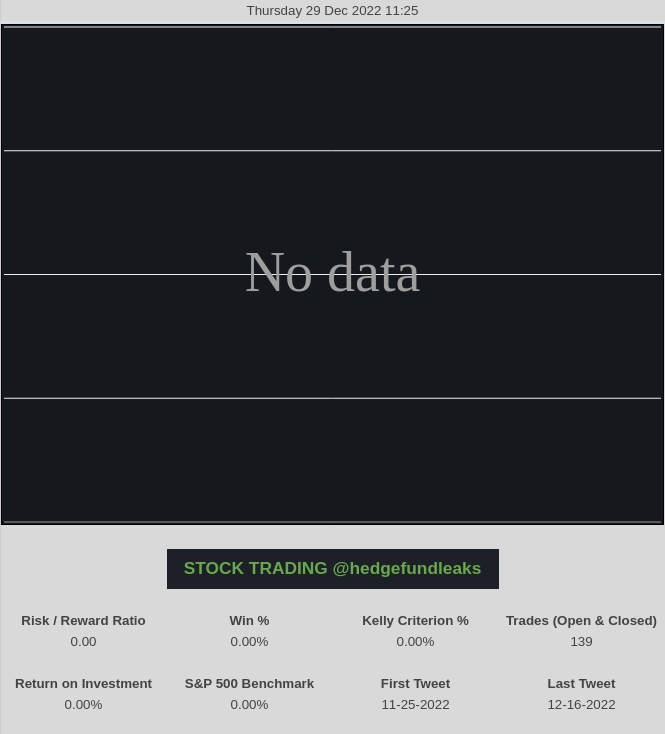 Thursday 29 Dec 2022 11:25
No data
STOCK TRADING @hedgefundleaks
Risk / Reward Ratio Win % Kelly Criterion % Trades (Open & Closed)
0.00 0.00% 0.00% 139
Return on Investment S&P 500 Benchmark First Tweet Last Tweet
0.00% 0.00% 11-25-2022 12-16-2022